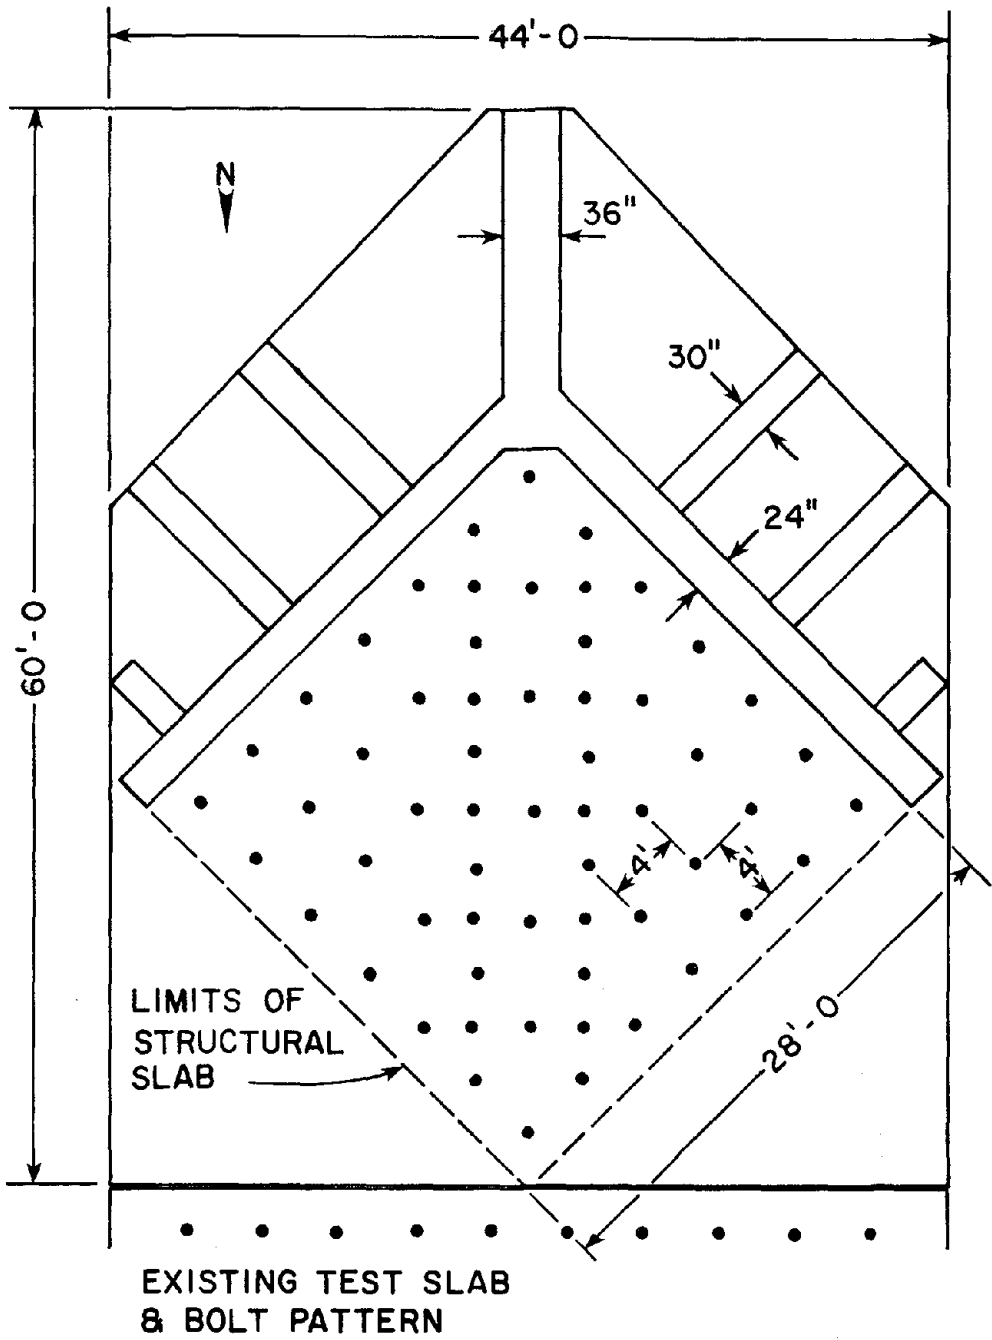 44'-0
N
36"
30"
24"
60'-0
4'
4'
LIMITS OF
STRUCTURAL
SLAB
28'-0
EXISTING TEST SLAB
& BOLT PATTERN